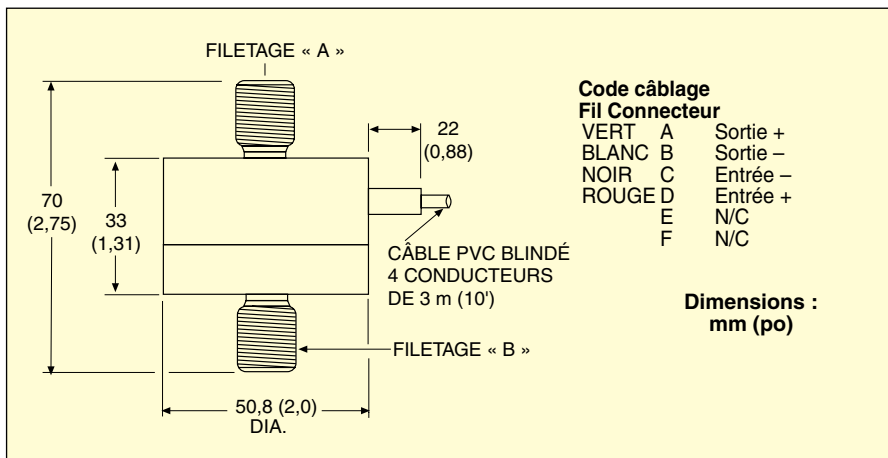 FILETAGE « A »
70
(2,75)
33
(1,31)
22
(0,88)
CÂBLE PVC BLINDÉ
4 CONDUCTEURS
DE 3 m (10')
FILETAGE « B »
50,8 (2,0)
DIA.
Code câblage
Fil Connecteur
VERT A Sortie +
BLANC B Sortie –
NOIR C Entrée –
ROUGE D Entrée +
E N/C
F N/C
Dimensions :
mm (po)